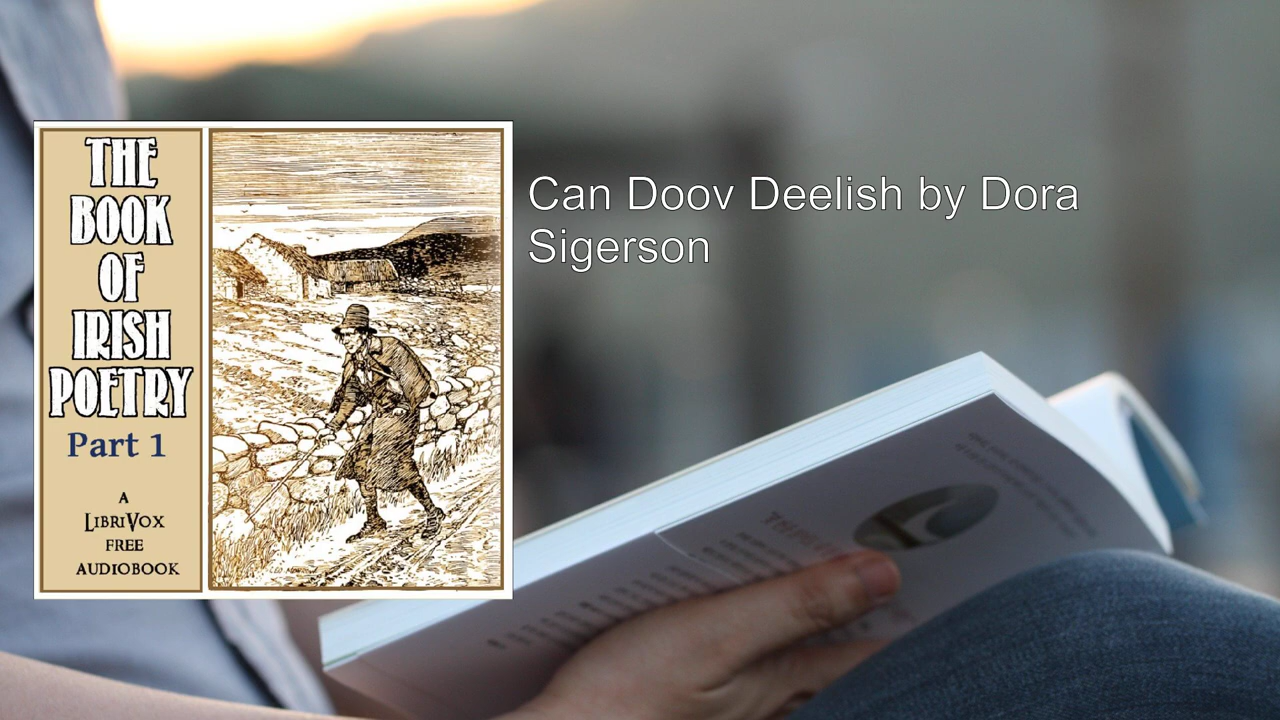 THE
BOOK
OF
IRISH
POETRY
Part 1
A
LIBRIVOX
FREE
AUDIOBOOK
Can Doov Deelish by Dora
Sigerson